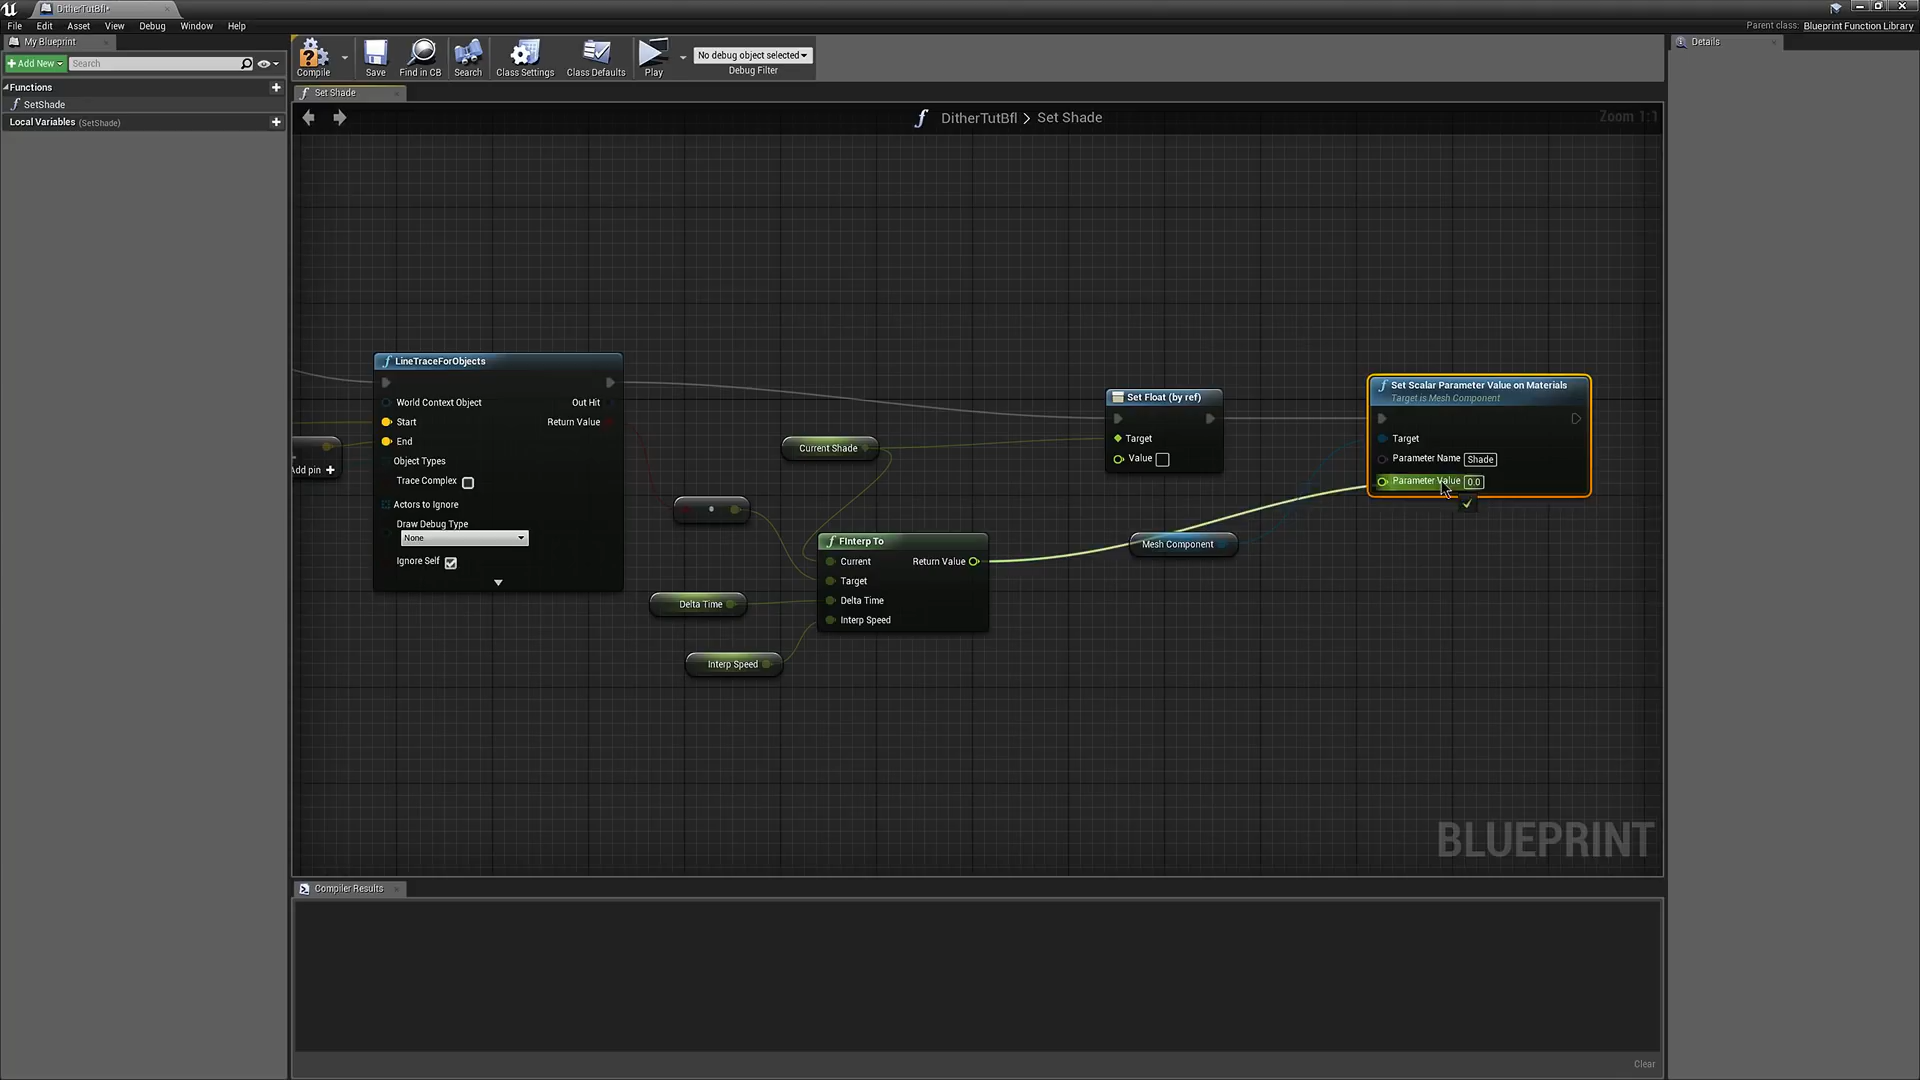 DitherTutBfl*
File Edit Asset View Debug Window Help
Parent class: Blueprint Function Library
My Blueprint
Details
Add New
Search
Compile
Save
Find in CB
Search
Class Settings
Class Defaults
Play
No debug object selected
Debug Filter
Functions
SetShade
Local Variables (SetShade)
Set Shade
DitherTutBfl > Set Shade
Zoom 1:1
LineTraceForObjects
World Context Object
Out Hit
Start
Return Value
End
Object Types
Trace Complex
Actors to Ignore
Draw Debug Type
None
Ignore Self
Add pin
Current Shade
Delta Time
Interp Speed
FInterp To
Current
Return Value
Target
Delta Time
Interp Speed
Set Float (by ref)
Target
Value
Mesh Component
Set Scalar Parameter Value on Materials
Target is Mesh Component
Target
Parameter Name Shade
Parameter Value 0.0
BLUEPRINT
Compiler Results
Clear